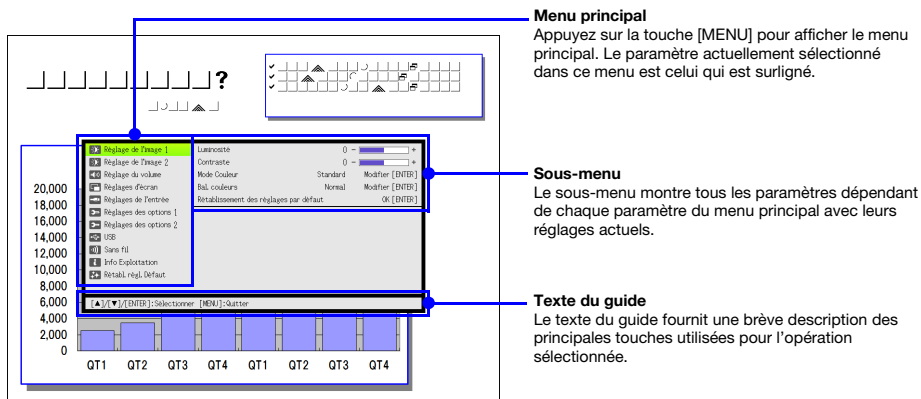 Menu principal
Appuyez sur la touche [MENU] pour afficher le menu
principal. Le paramètre actuellement sélectionné
dans ce menu est celui qui est surligné.
?
Réglage de l'image 1
Réglage de l'image 2
Réglage du volume
Réglages d'écran
Réglages de l'entrée
Réglages des options 1
Réglages des options 2
USB
Sans fil
Info Exploitation
Rétabl. régl. Défaut
Luminosité 0 - +
Contraste 0 - +
Mode Couleur Standard Modifier [ENTER]
Bal. couleurs Normal Modifier [ENTER]
Rétablissement des réglages par défaut OK [ENTER]
Sous-menu
Le sous-menu montre tous les paramètres dépendant
de chaque paramètre du menu principal avec leurs
réglages actuels.
[▲]/[▼]/[ENTER]:Sélectionner [MENU]:Quitter
Texte du guide
Le texte du guide fournit une brève description des
principales touches utilisées pour l'opération
sélectionnée.
20,000
18,000
16,000
14,000
12,000
10,000
8,000
6,000
4,000
2,000
0
QT1 QT2 QT3 QT4 QT1 QT2 QT3 QT4